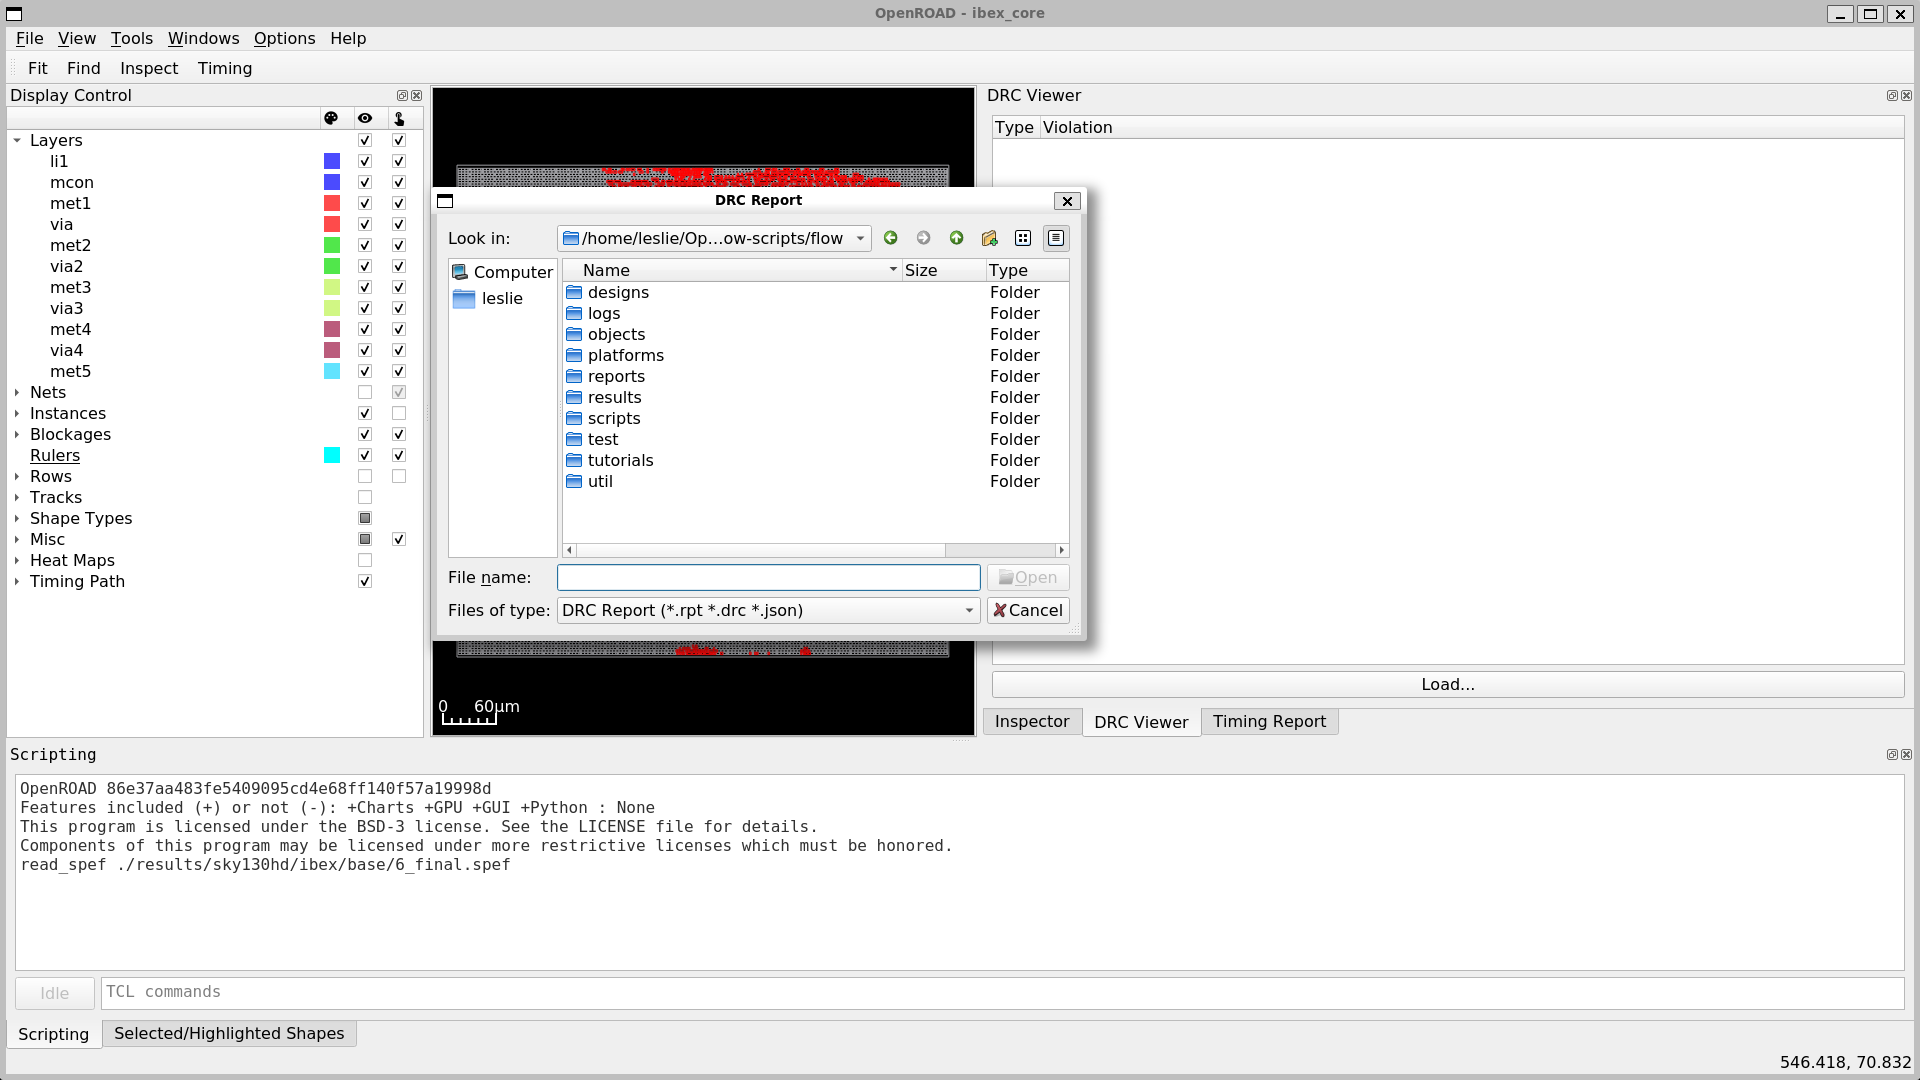 OpenROAD - ibex_core
File View Tools Windows Options Help
Fit Find Inspect Timing
Display Control
Layers
li1
mcon
met1
via
met2
via2
met3
via3
met4
via4
met5
Nets
Instances
Blockages
Rulers
Rows
Tracks
Shape Types
Misc
Heat Maps
Timing Path
0 60µm
DRC Report
Look in: /home/leslie/Op...ow-scripts/flow
Computer
leslie
Name Size Type
designs Folder
logs Folder
objects Folder
platforms Folder
reports Folder
results Folder
scripts Folder
test Folder
tutorials Folder
util Folder
File name: Open
Files of type: DRC Report (*.rpt *.drc *.json) Cancel
DRC Viewer
Type Violation
Load...
Inspector DRC Viewer Timing Report
Scripting
OpenROAD 86e37aa483fe5409095cd4e68ff140f57a19998d
Features included (+) or not (-): +Charts +GPU +GUI +Python : None
This program is licensed under the BSD-3 license. See the LICENSE file for details.
Components of this program may be licensed under more restrictive licenses which must be honored.
read_spef ./results/sky130hd/ibex/base/6_final.spef
Idle TCL commands
Scripting Selected/Highlighted Shapes
546.418, 70.832